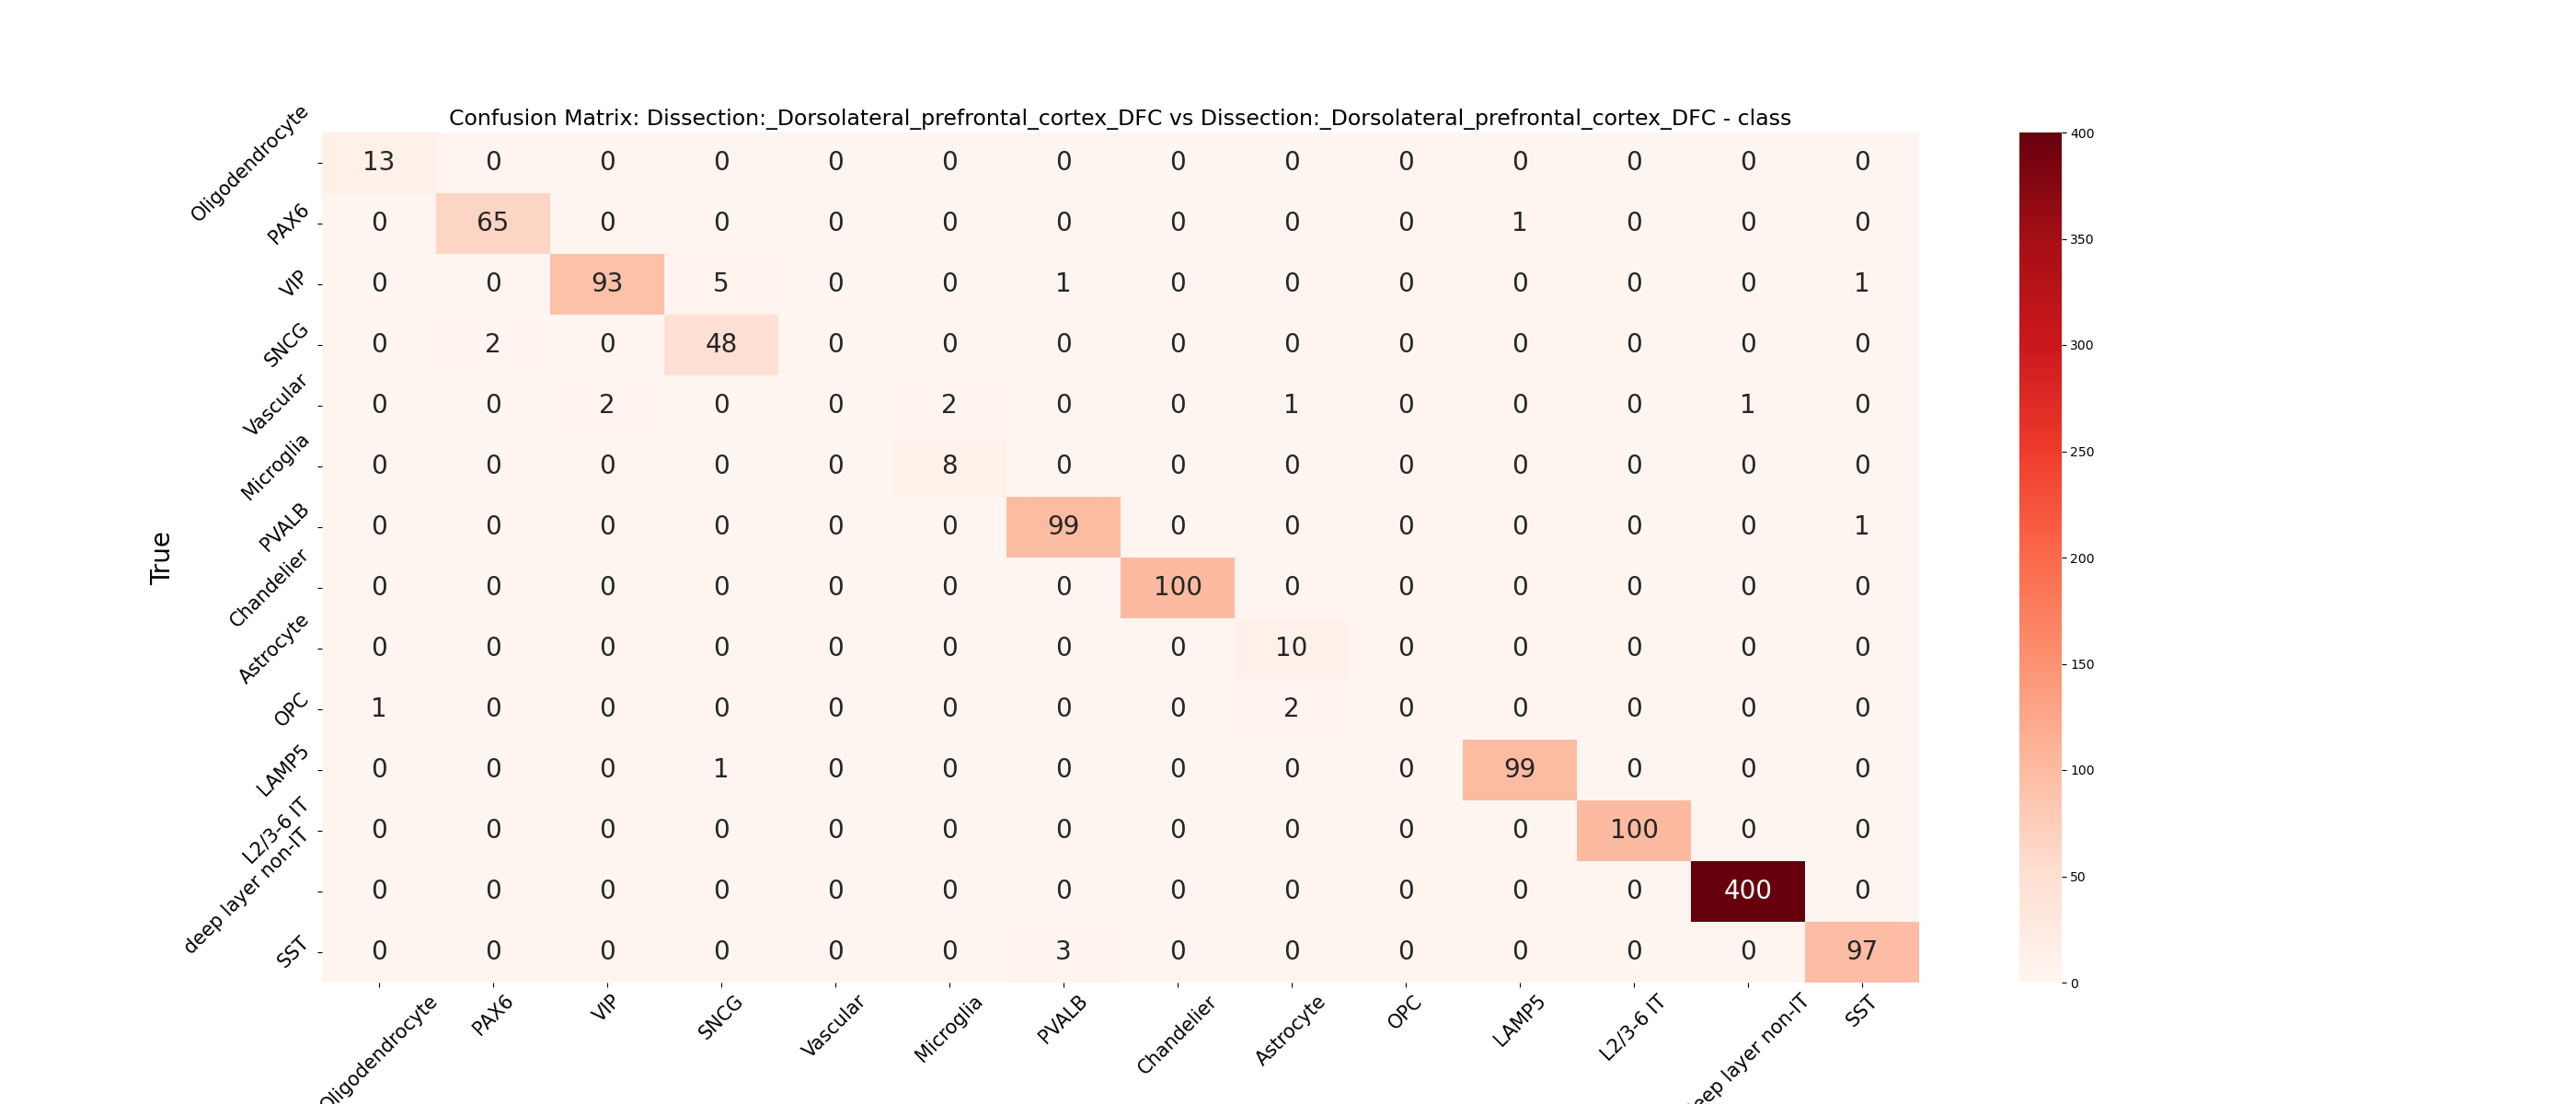 Confusion Matrix: Dissection:_Dorsolateral_prefrontal_cortex_DFC vs Dissection:_Dorsolateral_prefrontal_cortex_DFC - class
True
Oligodendrocyte 13 0 0 0 0 0 0 0 0 0 0 0 0 0
PAX6 0 65 0 0 0 0 0 0 0 0 1 0 0 0
VIP 0 0 93 5 0 0 1 0 0 0 0 0 0 1
SNCG 0 2 0 48 0 0 0 0 0 0 0 0 0 0
Vascular 0 0 2 0 0 2 0 0 1 0 0 0 1 0
Microglia 0 0 0 0 0 8 0 0 0 0 0 0 0 0
PVALB 0 0 0 0 0 0 99 0 0 0 0 0 0 1
Chandelier 0 0 0 0 0 0 0 100 0 0 0 0 0 0
Astrocyte 0 0 0 0 0 0 0 0 10 0 0 0 0 0
OPC 1 0 0 0 0 0 0 0 2 0 0 0 0 0
LAMP5 0 0 0 1 0 0 0 0 0 0 99 0 0 0
L2/3-6 IT 0 0 0 0 0 0 0 0 0 0 0 100 0 0
deep layer non-IT 0 0 0 0 0 0 0 0 0 0 0 0 400 0
SST 0 0 0 0 0 0 3 0 0 0 0 0 0 97
Oligodendrocyte PAX6 VIP SNCG Vascular Microglia PVALB Chandelier Astrocyte OPC LAMP5 L2/3-6 IT deep layer non-IT SST
400
350
300
250
200
150
100
50
0